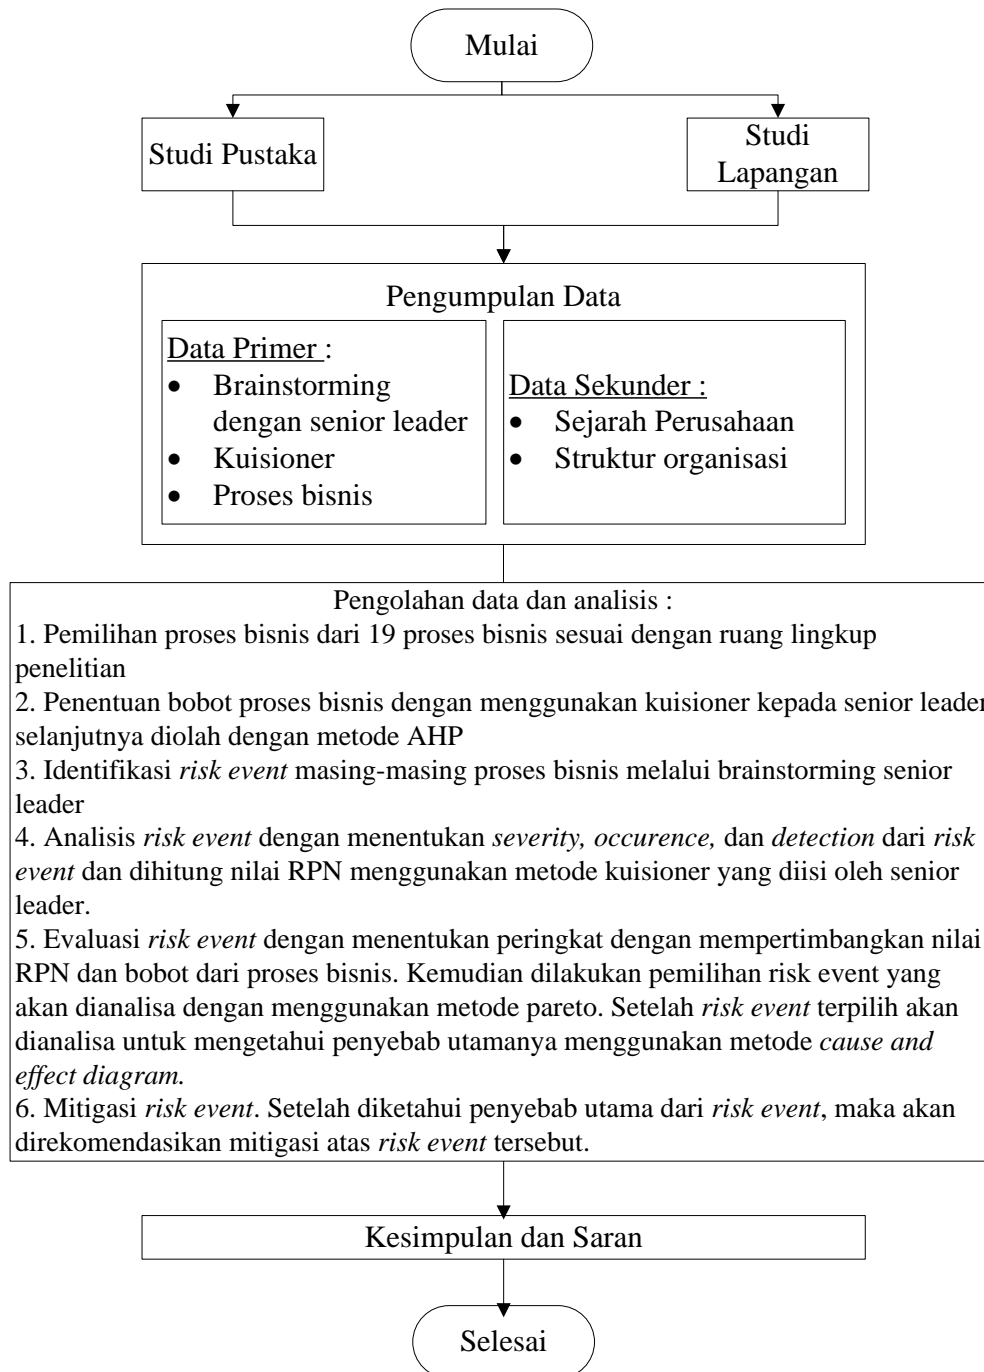 Mulai
Studi Pustaka
Studi
Lapangan
Pengumpulan Data
Data Primer :
• Brainstorming
dengan senior leader
• Kuisioner
• Proses bisnis
Data Sekunder :
• Sejarah Perusahaan
• Struktur organisasi
Pengolahan data dan analisis :
1. Pemilihan proses bisnis dari 19 proses bisnis sesuai dengan ruang lingkup
penelitian
2. Penentuan bobot proses bisnis dengan menggunakan kuisioner kepada senior leader
selanjutnya diolah dengan metode AHP
3. Identifikasi risk event masing-masing proses bisnis melalui brainstorming senior
leader
4. Analisis risk event dengan menentukan severity, occurence, dan detection dari risk
event dan dihitung nilai RPN menggunakan metode kuisioner yang diisi oleh senior
leader.
5. Evaluasi risk event dengan menentukan peringkat dengan mempertimbangkan nilai
RPN dan bobot dari proses bisnis. Kemudian dilakukan pemilihan risk event yang
akan dianalisa dengan menggunakan metode pareto. Setelah risk event terpilih akan
dianalisa untuk mengetahui penyebab utamanya menggunakan metode cause and
effect diagram.
6. Mitigasi risk event. Setelah diketahui penyebab utama dari risk event, maka akan
direkomendasikan mitigasi atas risk event tersebut.
Kesimpulan dan Saran
Selesai